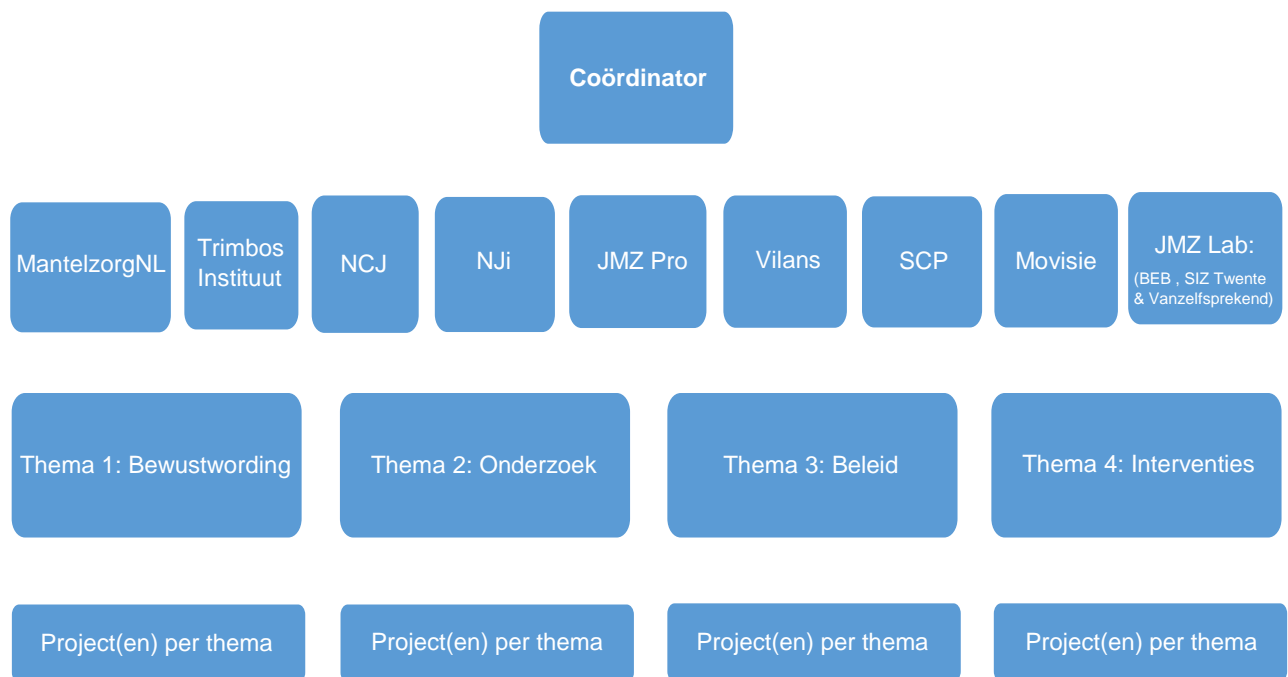 Coördinator
MantelzorgNL
Trimbos
Instituut
NCJ
NJi
JMZ Pro
Vilans
SCP
Movisie
JMZ Lab:
(BEB , SIZ Twente
& Vanzelfsprekend)
Thema 1: Bewustwording
Thema 2: Onderzoek
Thema 3: Beleid
Thema 4: Interventies
Project(en) per thema
Project(en) per thema
Project(en) per thema
Project(en) per thema